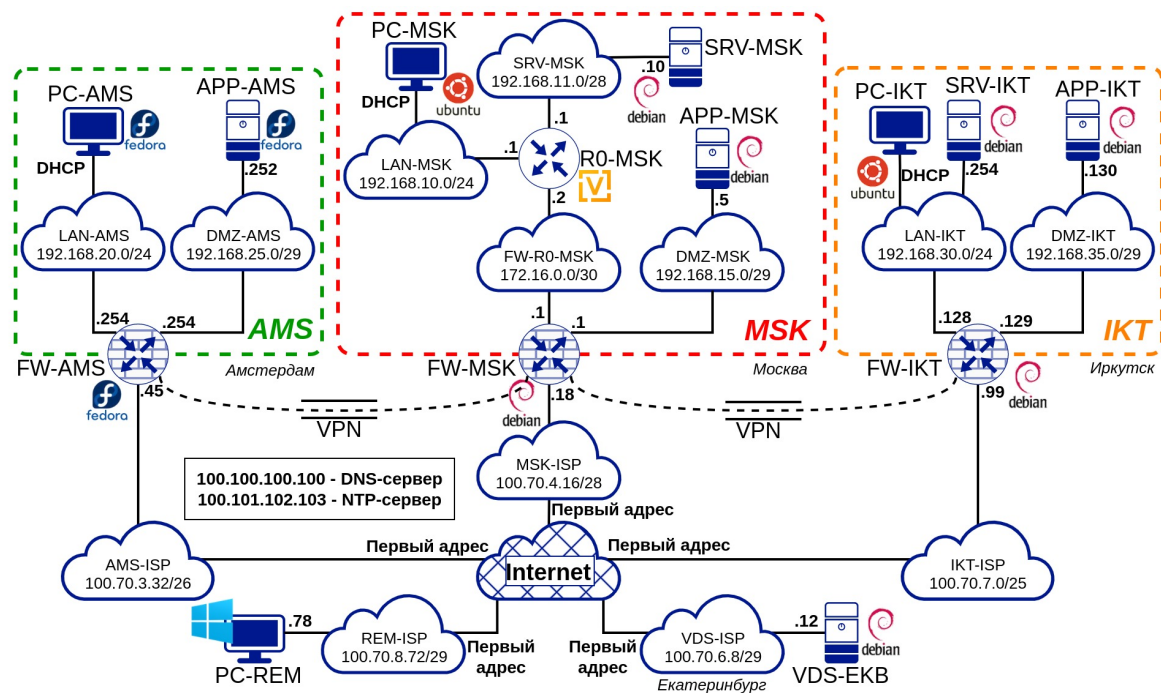 PC-MSK
SRV-MSK
192.168.11.0/28
.10
SRV-MSK
debian
DHCP
ubuntu
.1
.1
LAN-MSK
192.168.10.0/24
R0-MSK
V
.2
APP-MSK
debian
.5
FW-R0-MSK
172.16.0.0/30
DMZ-MSK
192.168.15.0/29
.1
.1
MSK
Москва
FW-MSK
debian
.18
PC-AMS
fedora
APP-AMS
fedora
DHCP
.252
LAN-AMS
192.168.20.0/24
DMZ-AMS
192.168.25.0/29
.254
.254
AMS
Амстердам
FW-AMS
fedora
.45
PC-IKT
SRV-IKT
APP-IKT
debian
debian
ubuntu
DHCP
.254
.130
LAN-IKT
192.168.30.0/24
DMZ-IKT
192.168.35.0/29
.128
.129
IKT
Иркутск
FW-IKT
debian
.99
VPN
VPN
100.100.100.100 - DNS-сервер
100.101.102.103 - NTP-сервер
MSK-ISP
100.70.4.16/28
Первый адрес
Первый адрес
Первый адрес
AMS-ISP
100.70.3.32/26
Internet
IKT-ISP
100.70.7.0/25
.78
PC-REM
REM-ISP
100.70.8.72/29
Первый
адрес
Первый
адрес
VDS-ISP
100.70.6.8/29
Екатеринбург
.12
debian
VDS-EKB